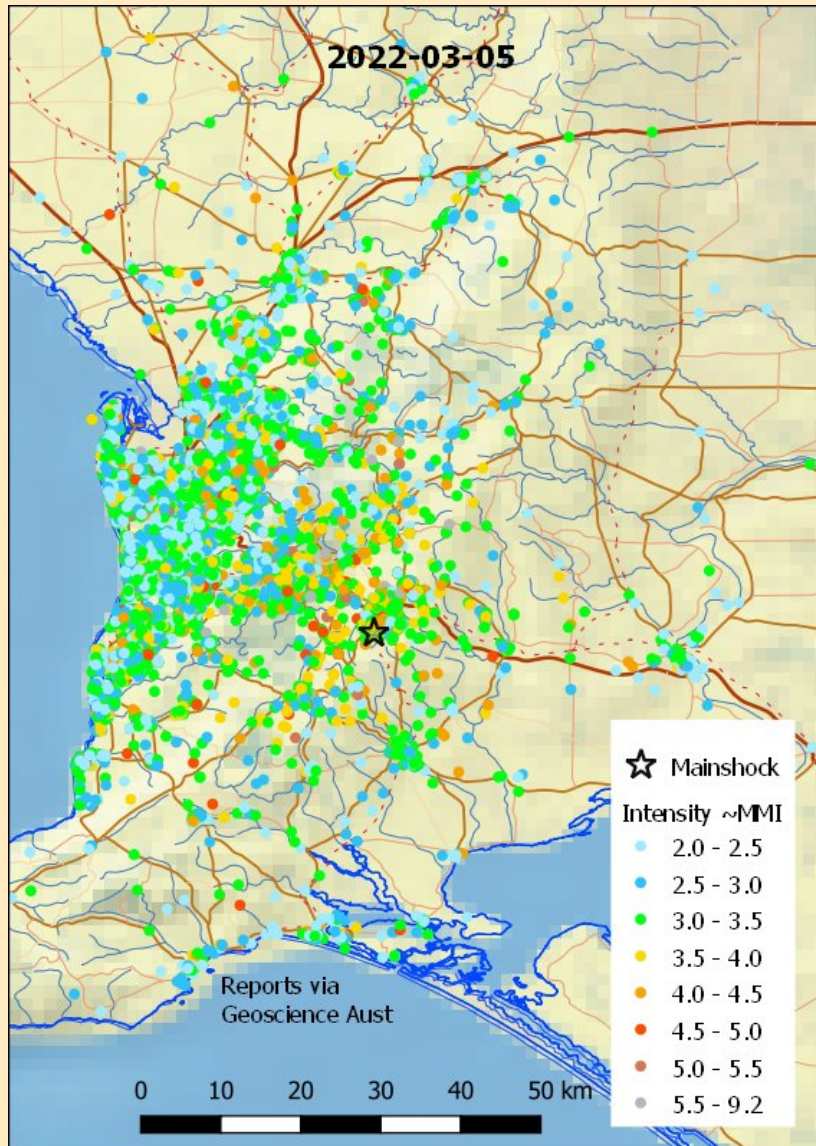 2022-03-05
Mainshock
Intensity ~MMI
2.0 - 2.5
2.5 - 3.0
3.0 - 3.5
3.5 - 4.0
4.0 - 4.5
4.5 - 5.0
5.0 - 5.5
5.5 - 9.2
Reports via
Geoscience Aust
0 10 20 30 40 50 km